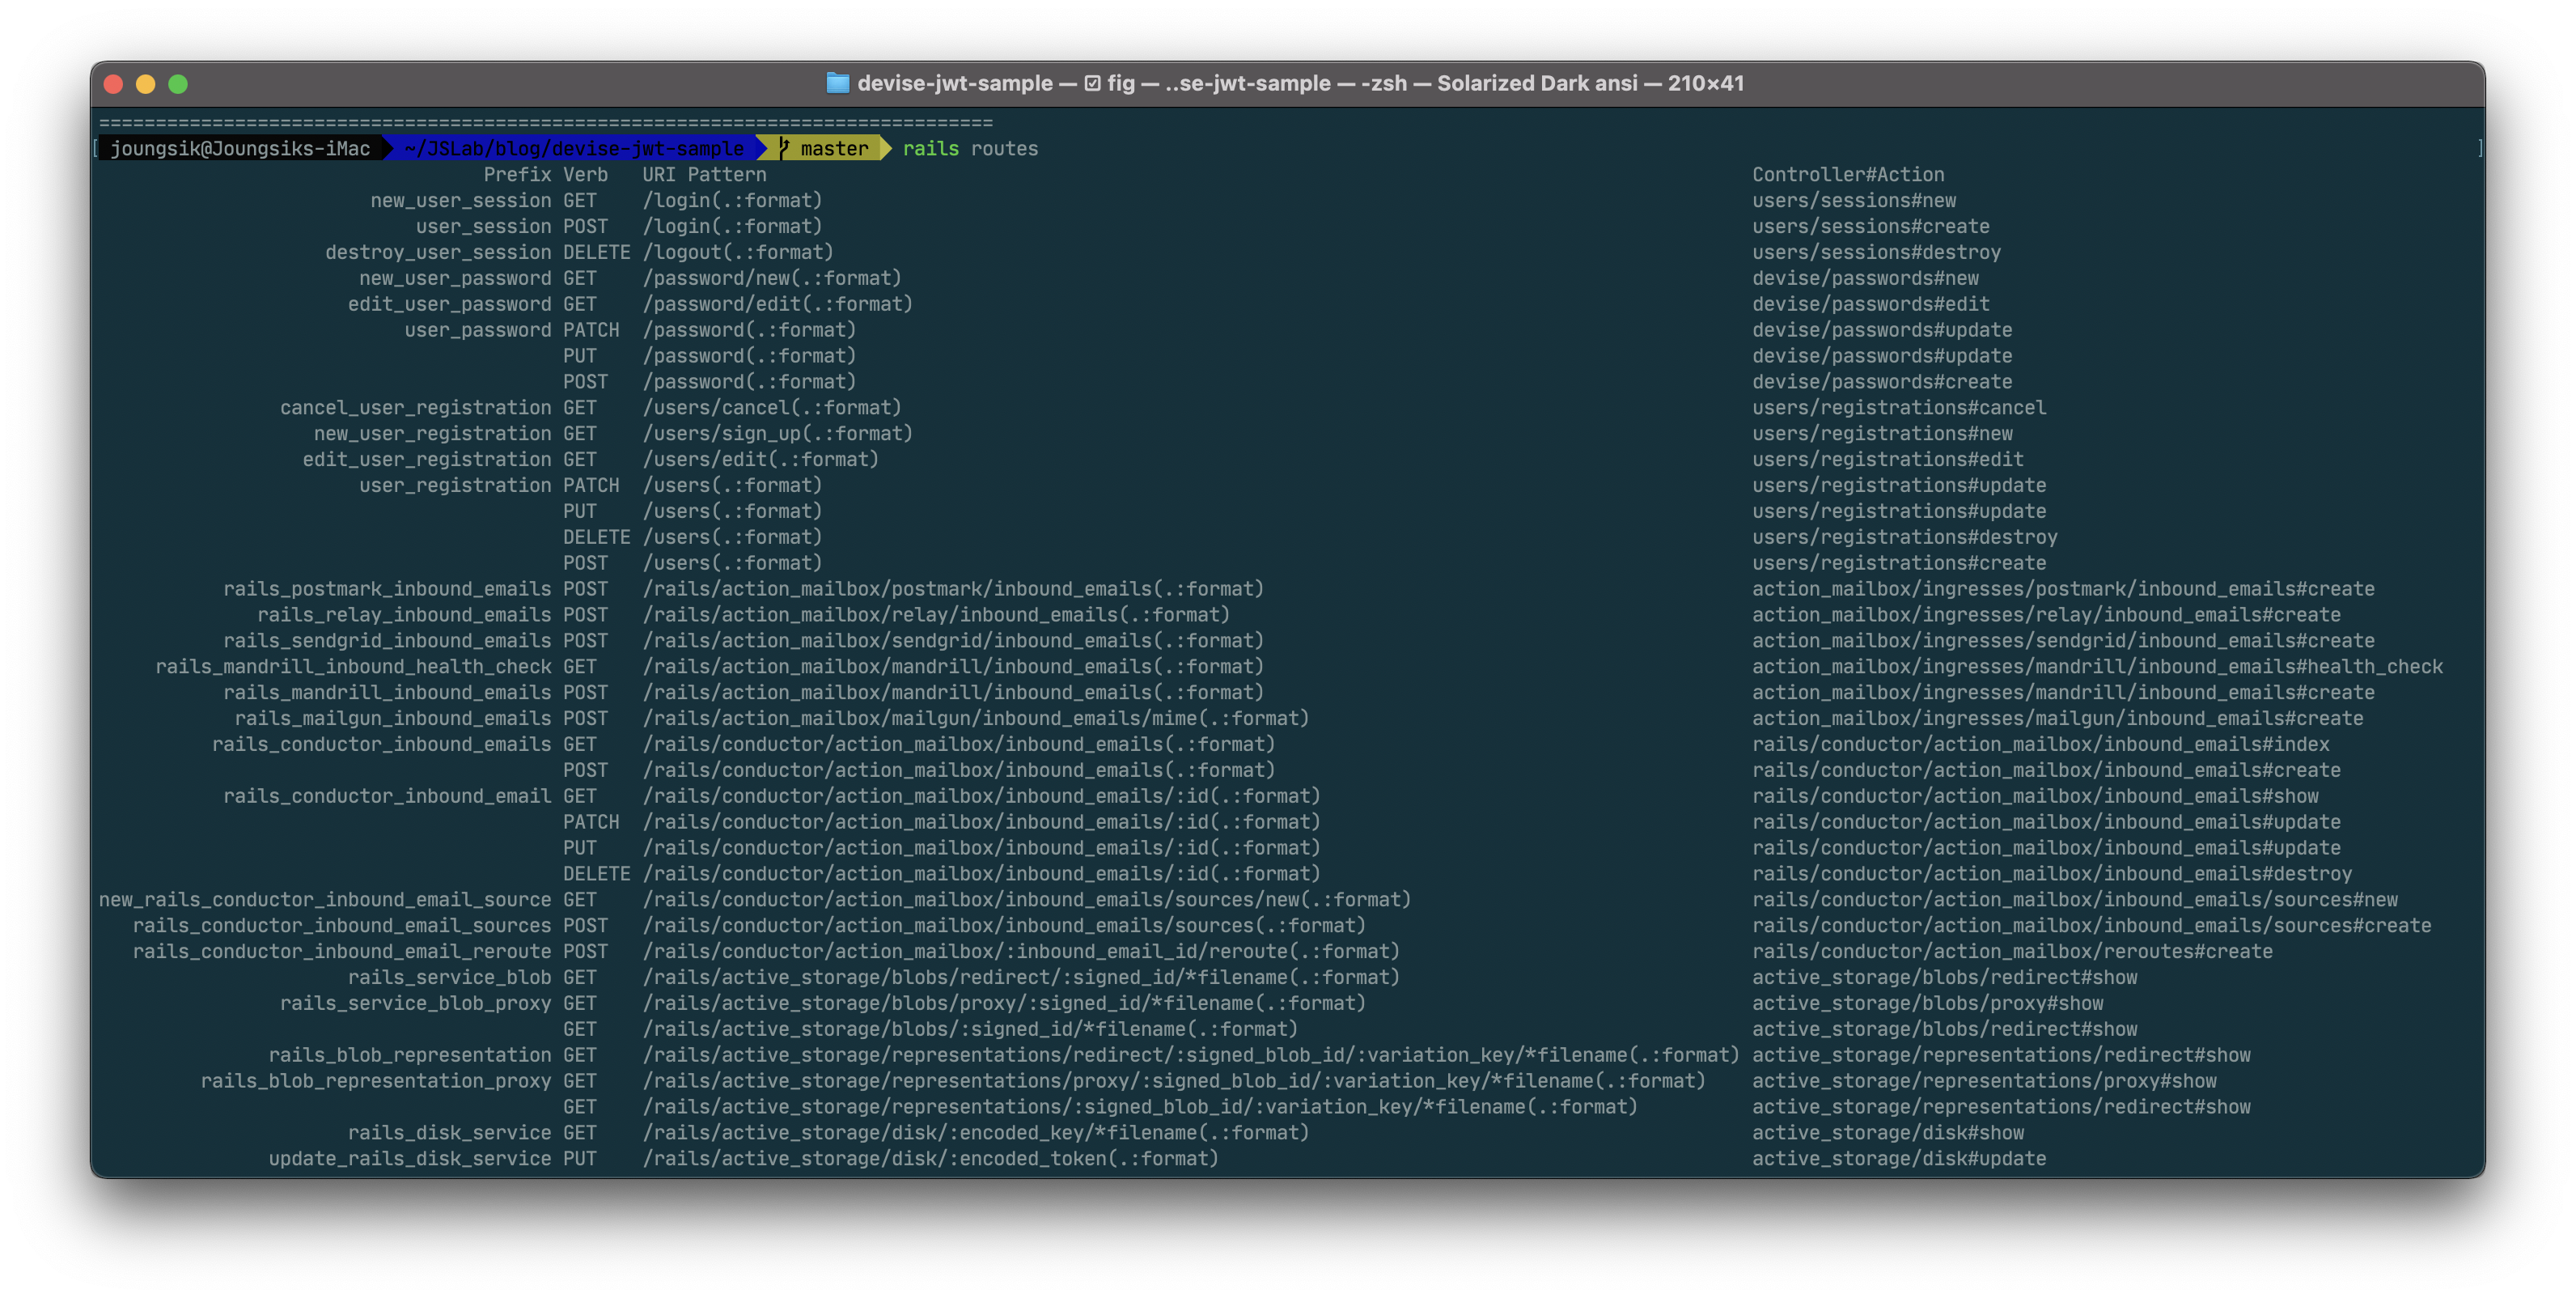 devise-jwt-sample — ☑ fig — ..se-jwt-sample — -zsh — Solarized Dark ansi — 210×41
===============================================================================
[ joungsik@Joungsiks-iMac ~/JSLab/blog/devise-jwt-sample master rails routes ]
Prefix Verb URI Pattern Controller#Action
new_user_session GET /login(.:format) users/sessions#new
user_session POST /login(.:format) users/sessions#create
destroy_user_session DELETE /logout(.:format) users/sessions#destroy
new_user_password GET /password/new(.:format) devise/passwords#new
edit_user_password GET /password/edit(.:format) devise/passwords#edit
user_password PATCH /password(.:format) devise/passwords#update
PUT /password(.:format) devise/passwords#update
POST /password(.:format) devise/passwords#create
cancel_user_registration GET /users/cancel(.:format) users/registrations#cancel
new_user_registration GET /users/sign_up(.:format) users/registrations#new
edit_user_registration GET /users/edit(.:format) users/registrations#edit
user_registration PATCH /users(.:format) users/registrations#update
PUT /users(.:format) users/registrations#update
DELETE /users(.:format) users/registrations#destroy
POST /users(.:format) users/registrations#create
rails_postmark_inbound_emails POST /rails/action_mailbox/postmark/inbound_emails(.:format) action_mailbox/ingresses/postmark/inbound_emails#create
rails_relay_inbound_emails POST /rails/action_mailbox/relay/inbound_emails(.:format) action_mailbox/ingresses/relay/inbound_emails#create
rails_sendgrid_inbound_emails POST /rails/action_mailbox/sendgrid/inbound_emails(.:format) action_mailbox/ingresses/sendgrid/inbound_emails#create
rails_mandrill_inbound_health_check GET /rails/action_mailbox/mandrill/inbound_emails(.:format) action_mailbox/ingresses/mandrill/inbound_emails#health_check
rails_mandrill_inbound_emails POST /rails/action_mailbox/mandrill/inbound_emails(.:format) action_mailbox/ingresses/mandrill/inbound_emails#create
rails_mailgun_inbound_emails POST /rails/action_mailbox/mailgun/inbound_emails/mime(.:format) action_mailbox/ingresses/mailgun/inbound_emails#create
rails_conductor_inbound_emails GET /rails/conductor/action_mailbox/inbound_emails(.:format) rails/conductor/action_mailbox/inbound_emails#index
POST /rails/conductor/action_mailbox/inbound_emails(.:format) rails/conductor/action_mailbox/inbound_emails#create
rails_conductor_inbound_email GET /rails/conductor/action_mailbox/inbound_emails/:id(.:format) rails/conductor/action_mailbox/inbound_emails#show
PATCH /rails/conductor/action_mailbox/inbound_emails/:id(.:format) rails/conductor/action_mailbox/inbound_emails#update
PUT /rails/conductor/action_mailbox/inbound_emails/:id(.:format) rails/conductor/action_mailbox/inbound_emails#update
DELETE /rails/conductor/action_mailbox/inbound_emails/:id(.:format) rails/conductor/action_mailbox/inbound_emails#destroy
new_rails_conductor_inbound_email_source GET /rails/conductor/action_mailbox/inbound_emails/sources/new(.:format) rails/conductor/action_mailbox/inbound_emails/sources#new
rails_conductor_inbound_email_sources POST /rails/conductor/action_mailbox/inbound_emails/sources(.:format) rails/conductor/action_mailbox/inbound_emails/sources#create
rails_conductor_inbound_email_reroute POST /rails/conductor/action_mailbox/:inbound_email_id/reroute(.:format) rails/conductor/action_mailbox/reroutes#create
rails_service_blob GET /rails/active_storage/blobs/redirect/:signed_id/*filename(.:format) active_storage/blobs/redirect#show
rails_service_blob_proxy GET /rails/active_storage/blobs/proxy/:signed_id/*filename(.:format) active_storage/blobs/proxy#show
GET /rails/active_storage/blobs/:signed_id/*filename(.:format) active_storage/blobs/redirect#show
rails_blob_representation GET /rails/active_storage/representations/redirect/:signed_blob_id/:variation_key/*filename(.:format) active_storage/representations/redirect#show
rails_blob_representation_proxy GET /rails/active_storage/representations/proxy/:signed_blob_id/:variation_key/*filename(.:format) active_storage/representations/proxy#show
GET /rails/active_storage/representations/:signed_blob_id/:variation_key/*filename(.:format) active_storage/representations/redirect#show
rails_disk_service GET /rails/active_storage/disk/:encoded_key/*filename(.:format) active_storage/disk#show
update_rails_disk_service PUT /rails/active_storage/disk/:encoded_token(.:format) active_storage/disk#update